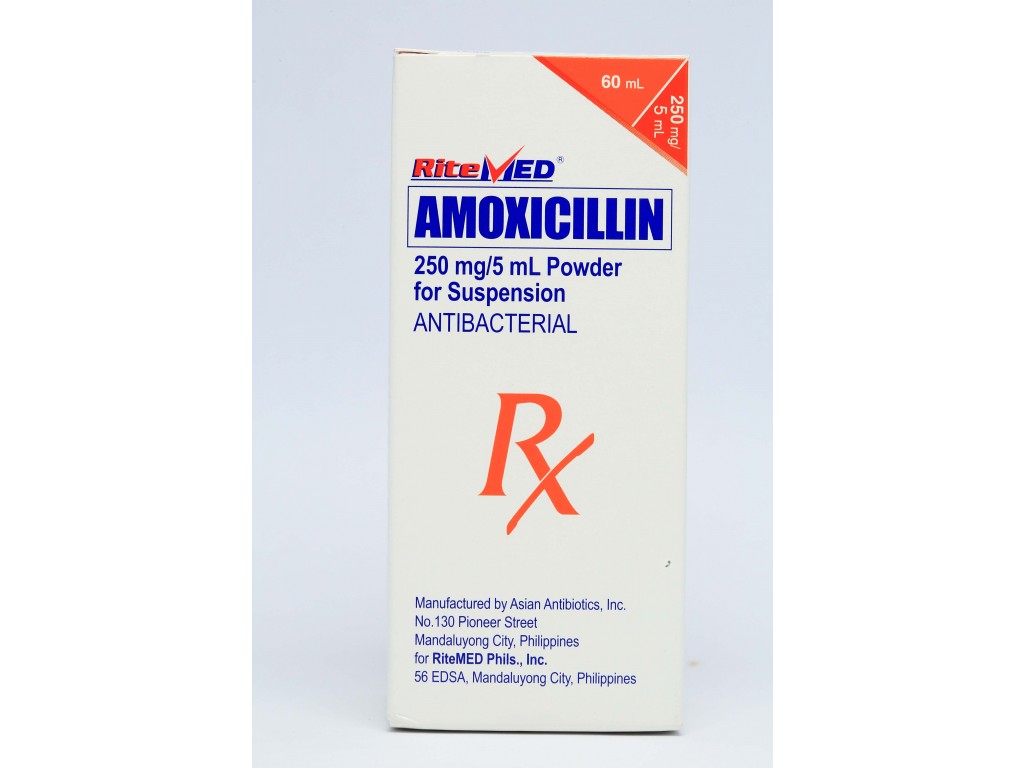 60 mL
250 mg/
5 mL
RiteMED®
AMOXICILLIN
250 mg/5 mL Powder
for Suspension
ANTIBACTERIAL
Rx
Manufactured by Asian Antibiotics, Inc.
No.130 Pioneer Street
Mandaluyong City, Philippines
for RiteMED Phils., Inc.
56 EDSA, Mandaluyong City, Philippines